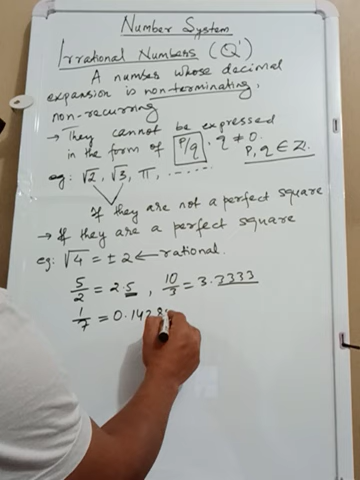 Number System
Irrational Numbers (Q')
A number whose decimal
expansion is non-terminating,
non-recurring
→ They cannot be expressed
in the form of p/q, q ≠ 0.
p, q ∈ Z.
eg: √2, √3, π, .......
If they are not a perfect square
→ If they are a perfect square
eg: √4 = ±2 ← rational.
5/2 = 2.5, 10/3 = 3.3333
1/7 = 0.142